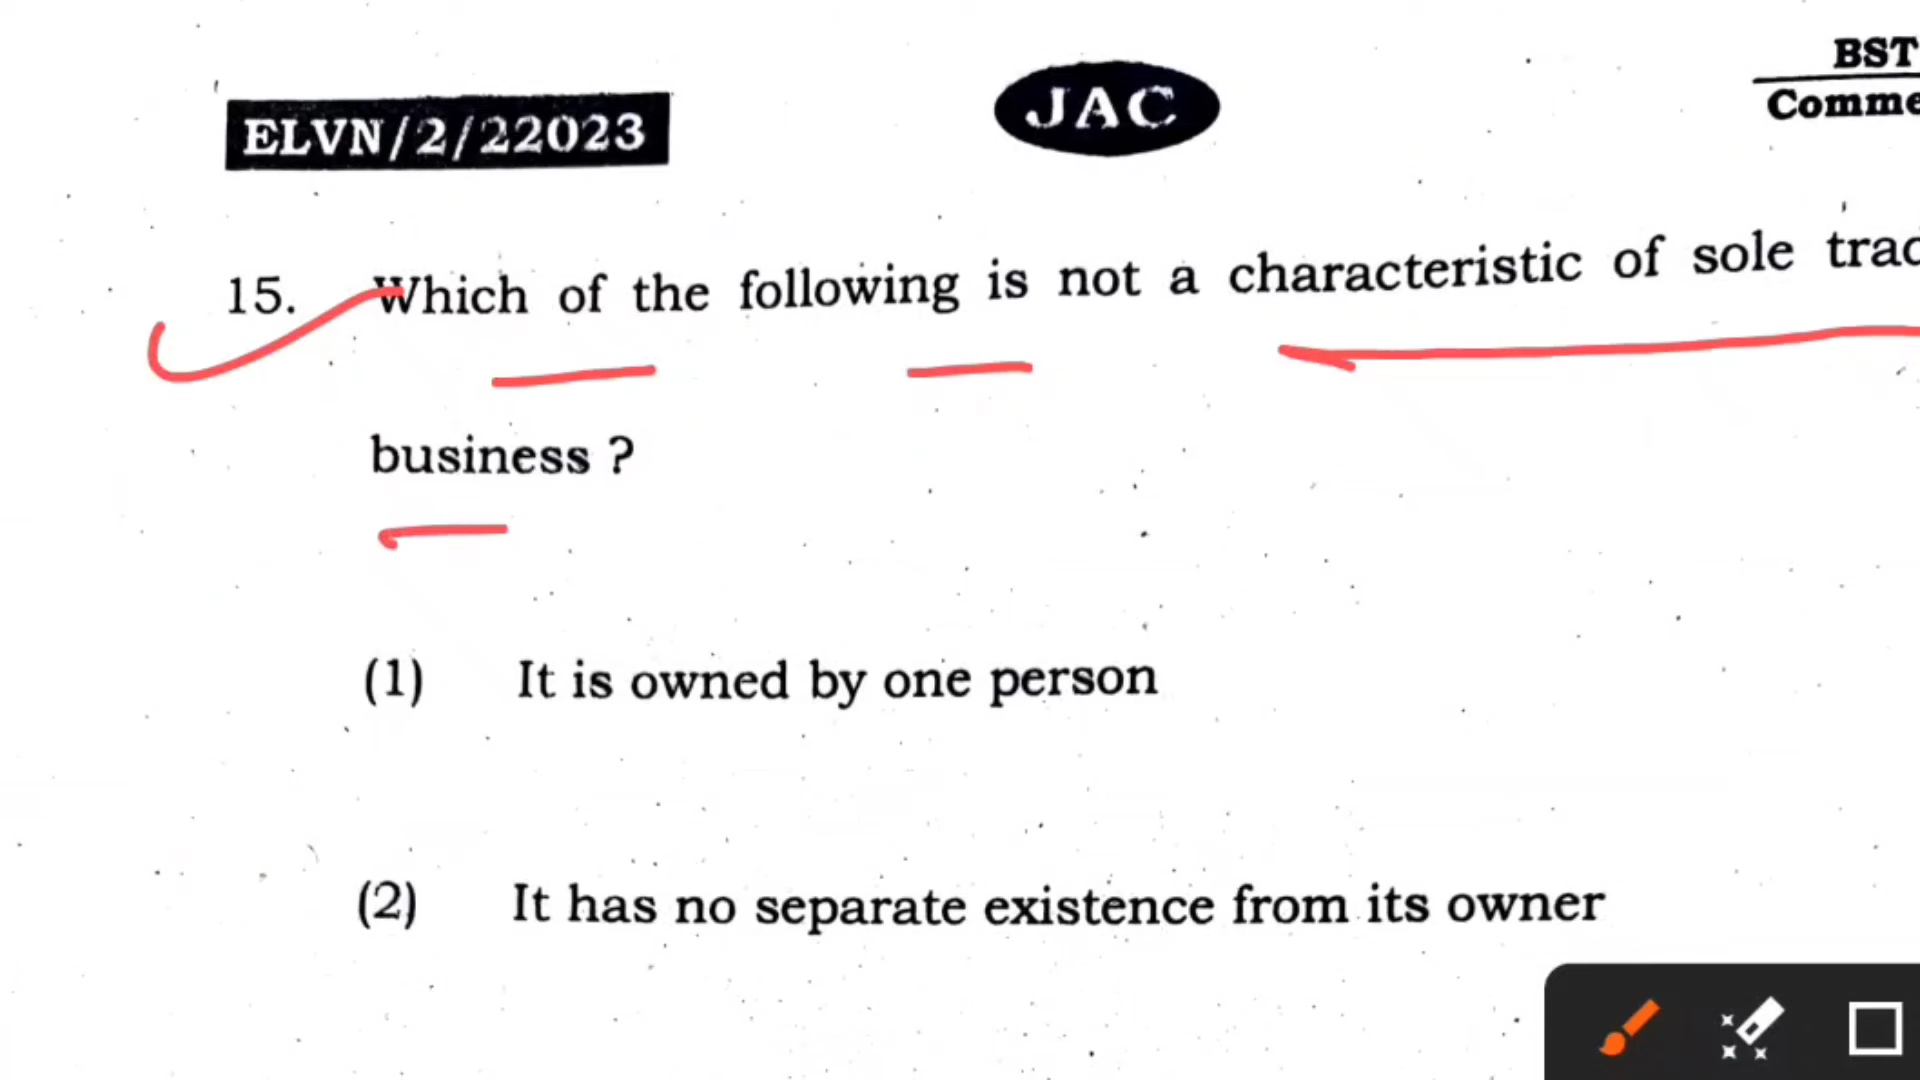 BST
ELVN/2/22023
JAC
15. Which of the following is not a characteristic of sole
business ?
(1) It is owned by one person
(2) It has no separate existence from its owner